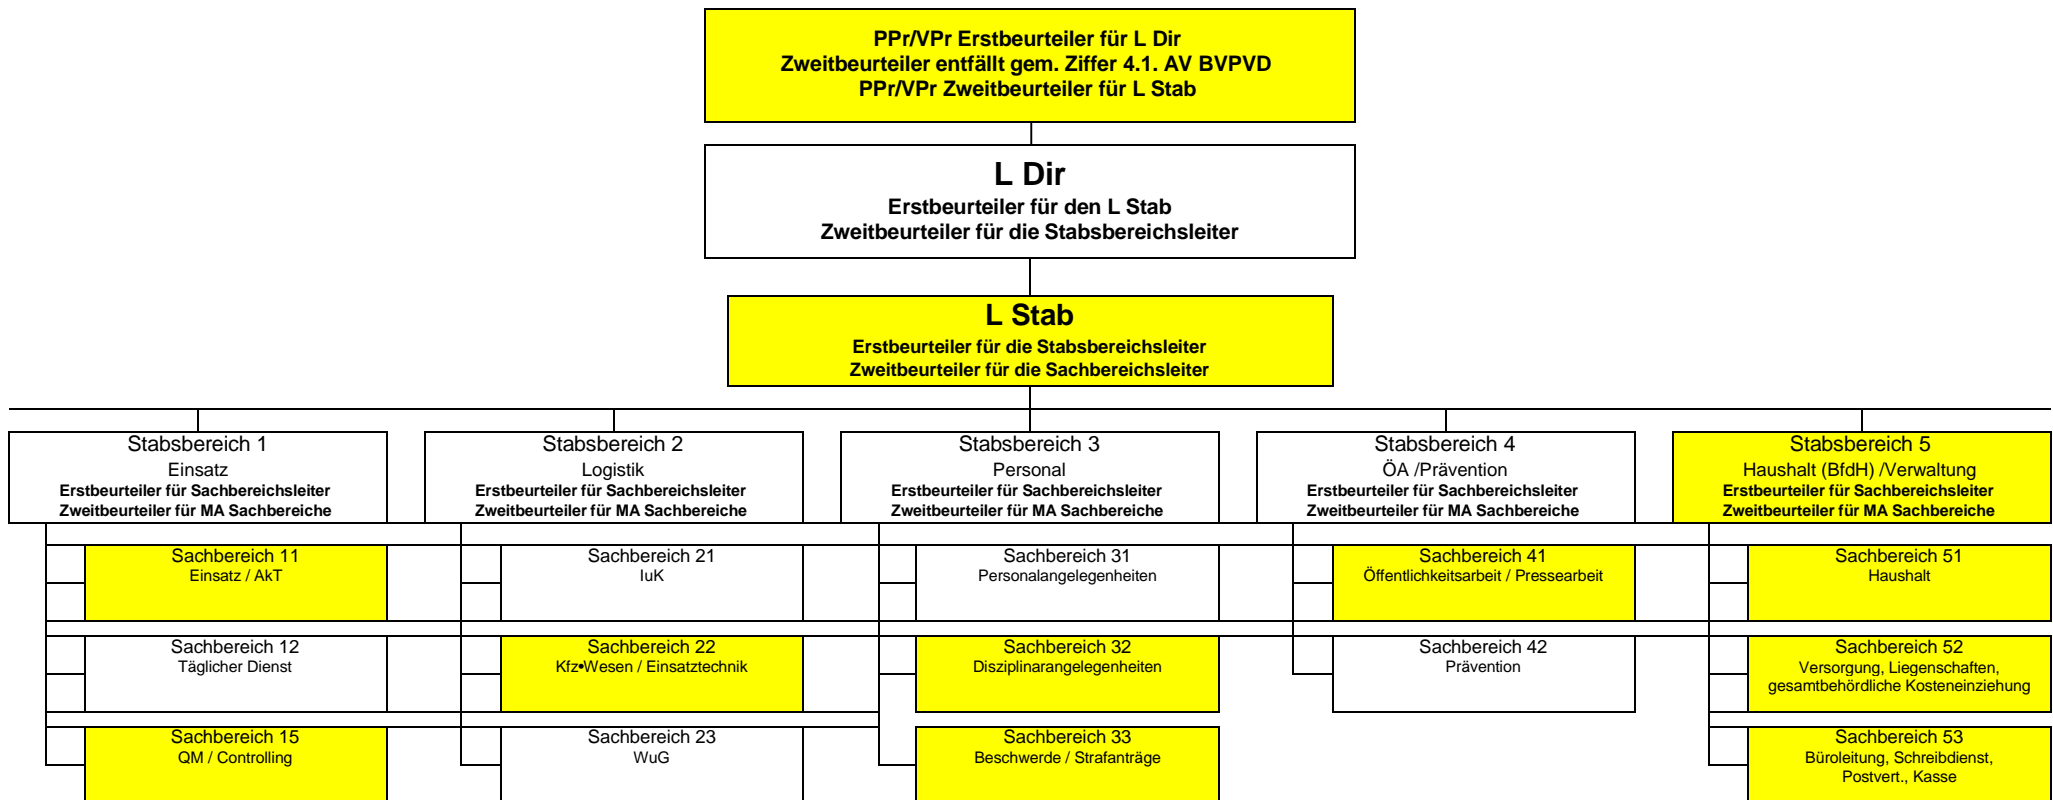 PPr/VPr Erstbeurteiler für L Dir
Zweitbeurteiler entfällt gem. Ziffer 4.1. AV BVPVD
PPr/VPr Zweitbeurteiler für L Stab
L Dir
Erstbeurteiler für den L Stab
Zweitbeurteiler für die Stabsbereichsleiter
L Stab
Erstbeurteiler für die Stabsbereichsleiter
Zweitbeurteiler für die Sachbereichsleiter
Stabsbereich 1
Einsatz
Erstbeurteiler für Sachbereichsleiter
Zweitbeurteiler für MA Sachbereiche
Stabsbereich 2
Logistik
Erstbeurteiler für Sachbereichsleiter
Zweitbeurteiler für MA Sachbereiche
Stabsbereich 3
Personal
Erstbeurteiler für Sachbereichsleiter
Zweitbeurteiler für MA Sachbereiche
Stabsbereich 4
ÖA /Prävention
Erstbeurteiler für Sachbereichsleiter
Zweitbeurteiler für MA Sachbereiche
Stabsbereich 5
Haushalt (BfdH) /Verwaltung
Erstbeurteiler für Sachbereichsleiter
Zweitbeurteiler für MA Sachbereiche
Sachbereich 11
Einsatz / AkT
Sachbereich 21
IuK
Sachbereich 31
Personalangelegenheiten
Sachbereich 41
Öffentlichkeitsarbeit / Pressearbeit
Sachbereich 51
Haushalt
Sachbereich 12
Täglicher Dienst
Sachbereich 22
Kfz•Wesen / Einsatztechnik
Sachbereich 32
Disziplinarangelegenheiten
Sachbereich 42
Prävention
Sachbereich 52
Versorgung, Liegenschaften,
gesamtbehördliche Kosteneinziehung
Sachbereich 15
QM / Controlling
Sachbereich 23
WuG
Sachbereich 33
Beschwerde / Strafanträge
Sachbereich 53
Büroleitung, Schreibdienst,
Postvert., Kasse